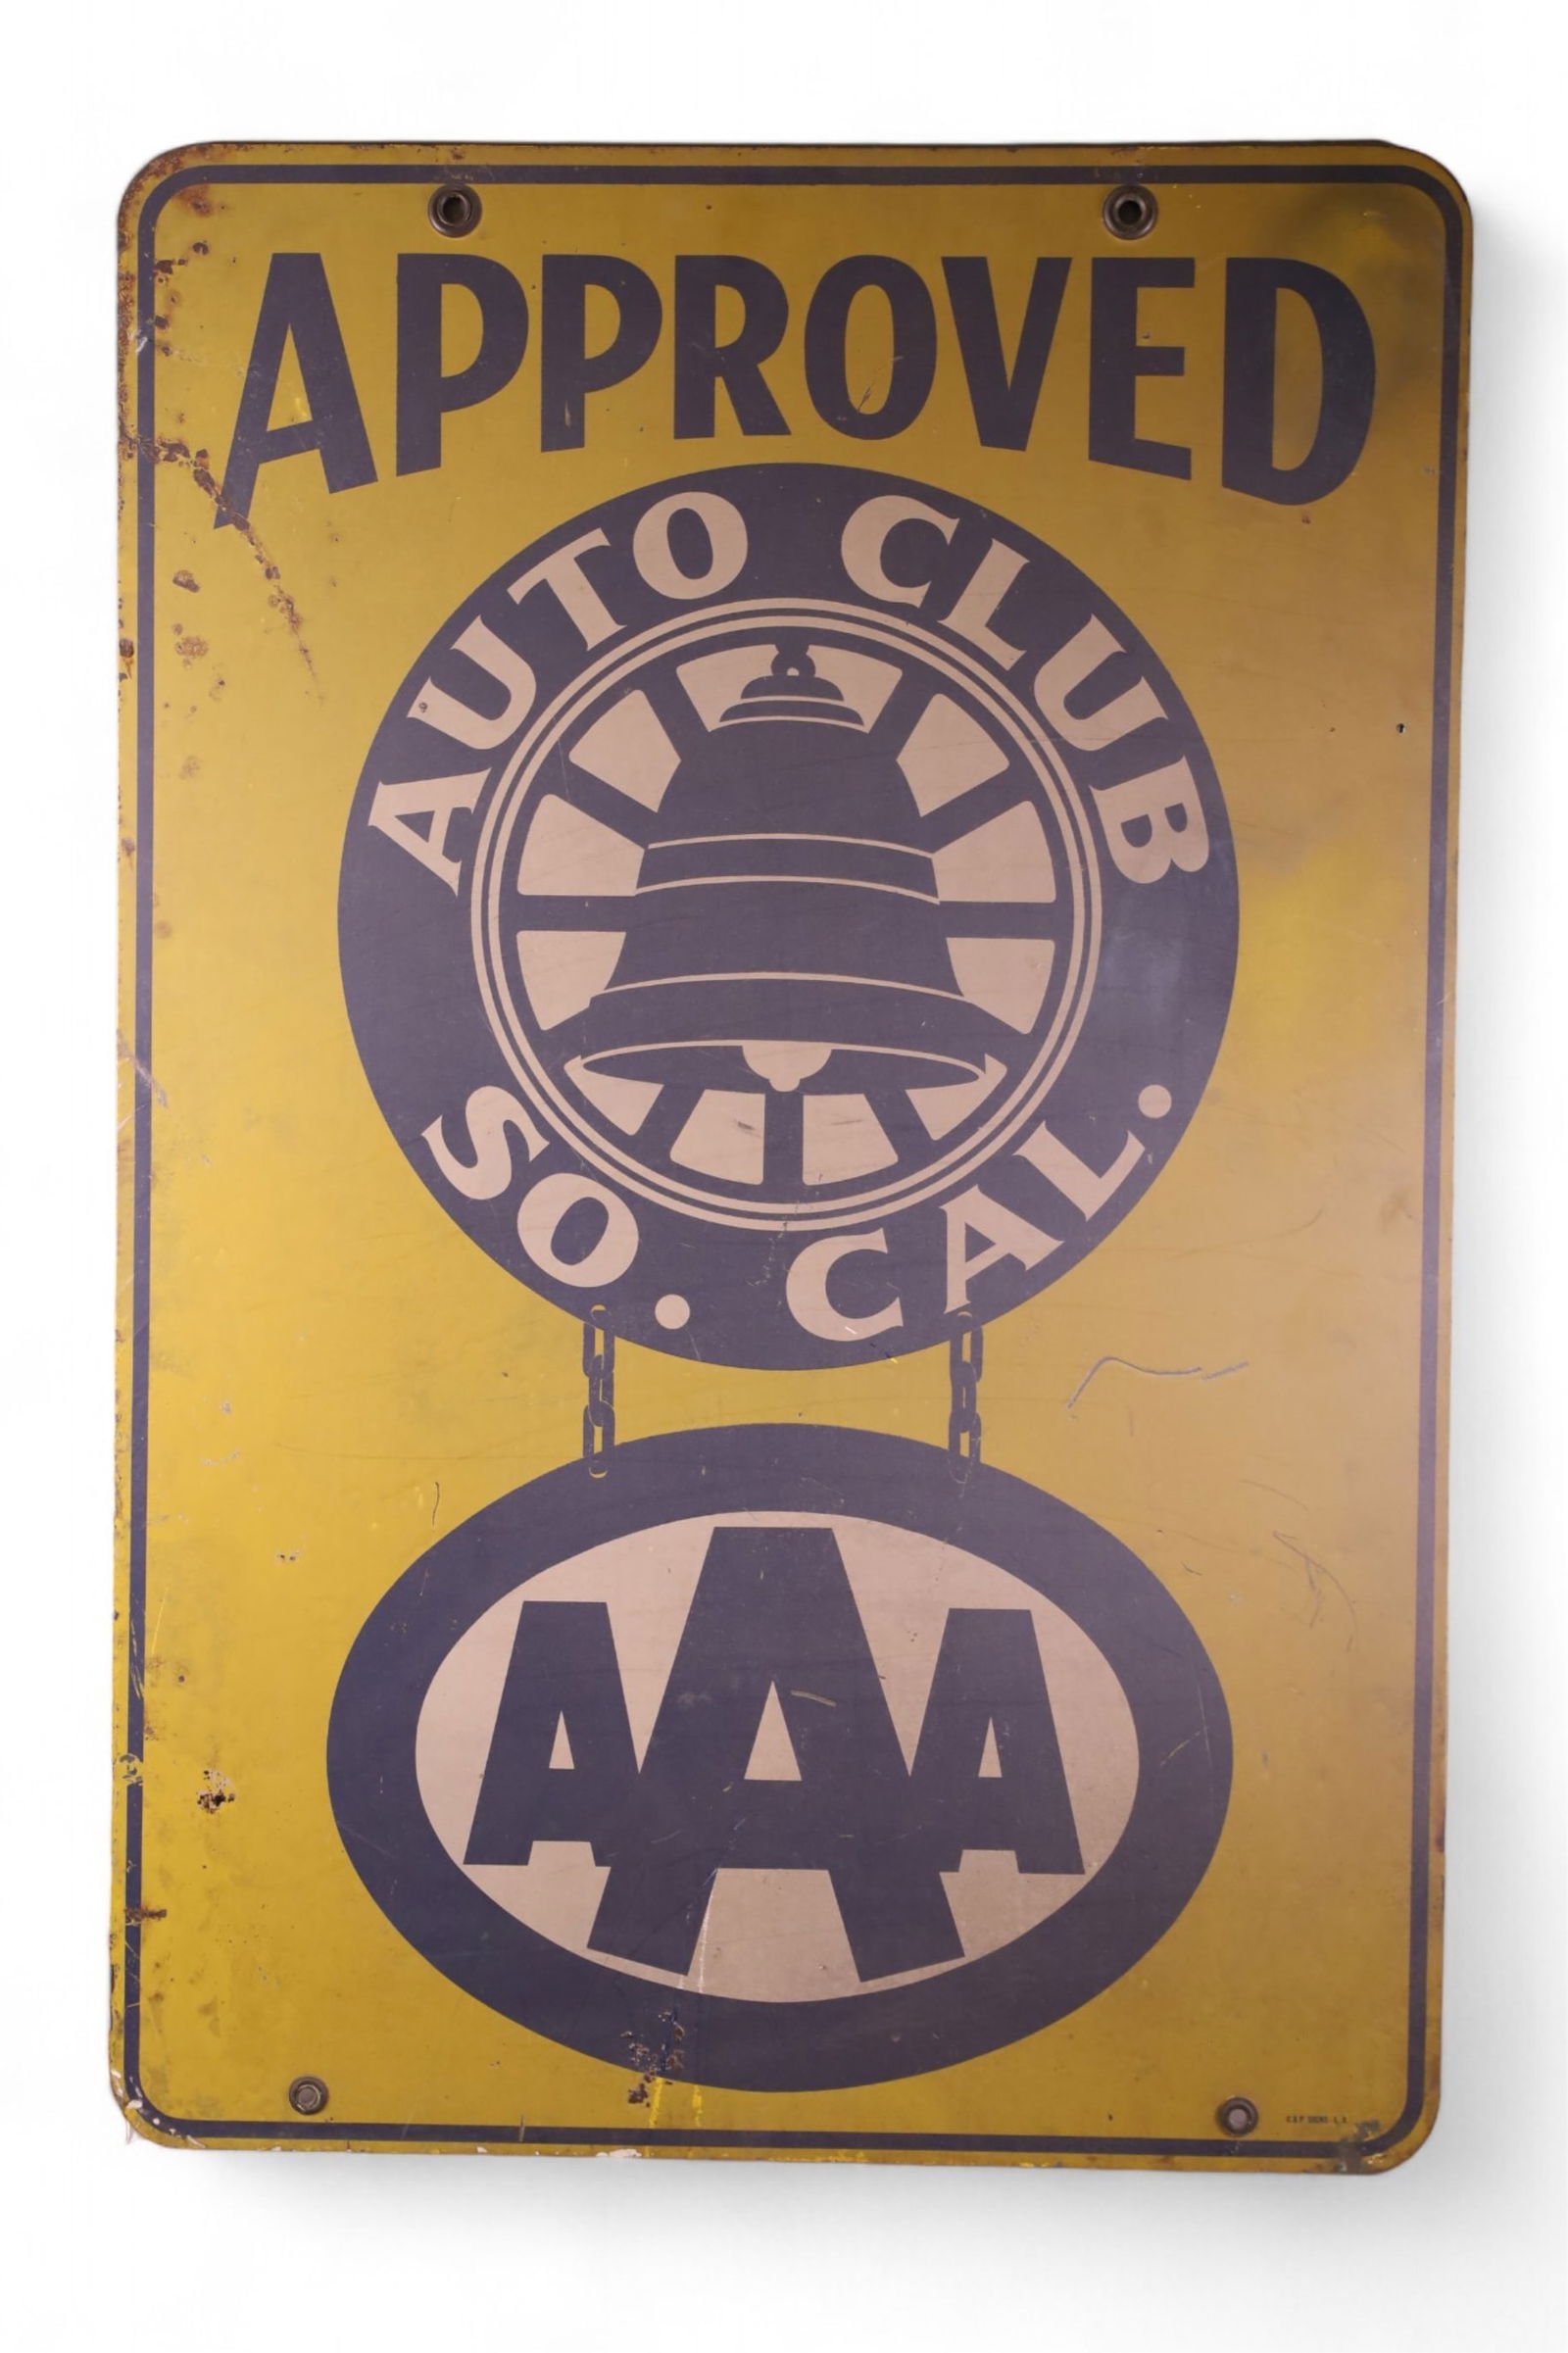 APPROVED
AUTO CLUB
SO. CAL.
AAA